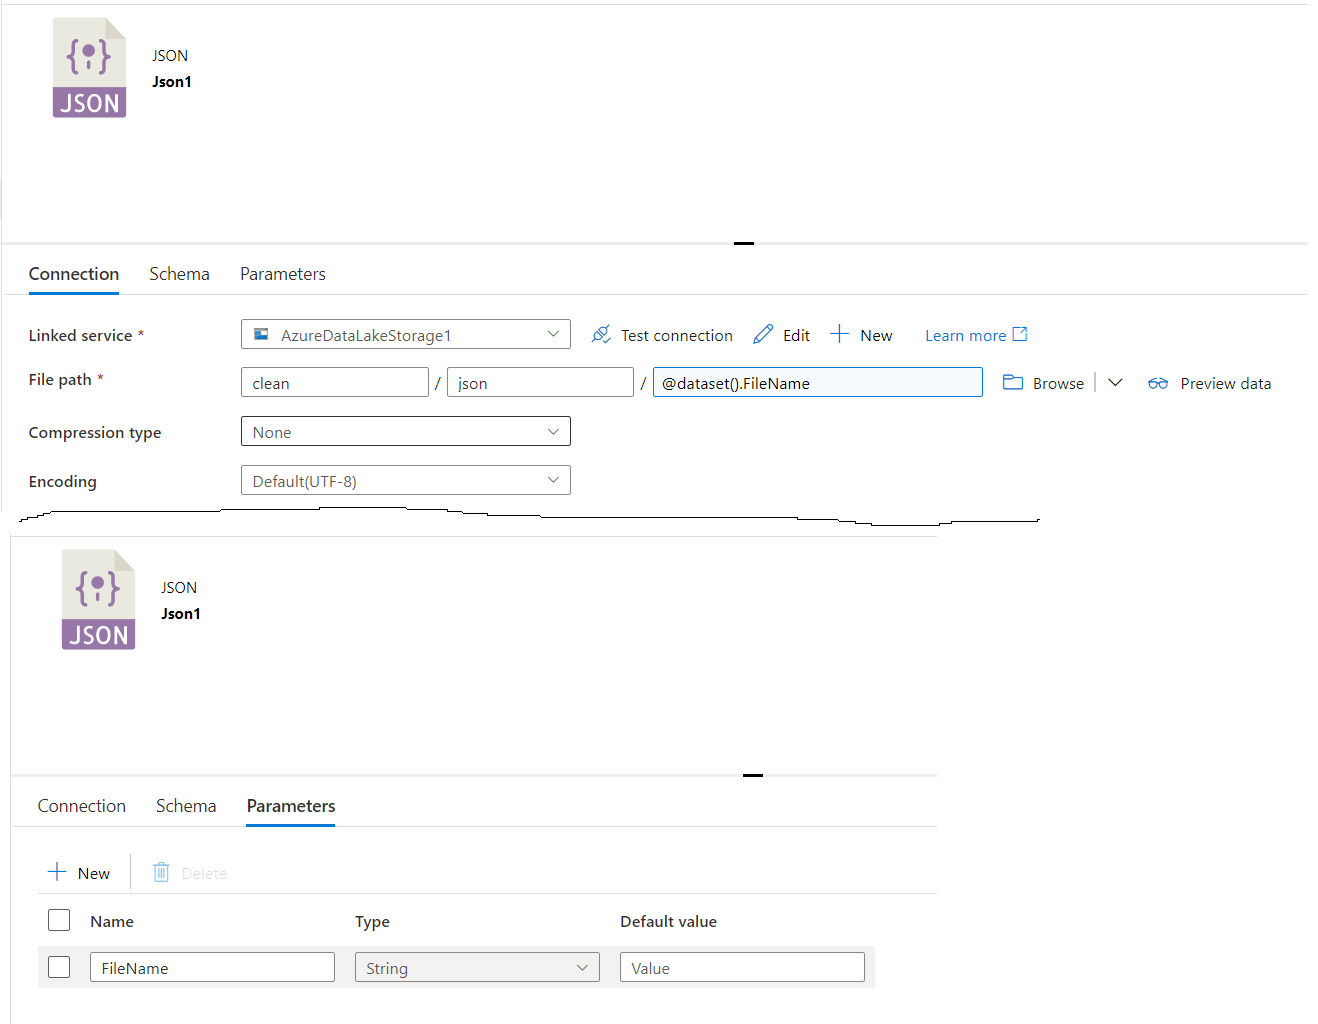 JSON
JSON
Json1
Connection Schema Parameters
Linked service * AzureDataLakeStorage1 Test connection Edit New Learn more
File path * clean / json / @dataset().FileName Browse Preview data
Compression type None
Encoding Default(UTF-8)
JSON
JSON
Json1
Connection Schema Parameters
New Delete
Name Type Default value
FileName String Value